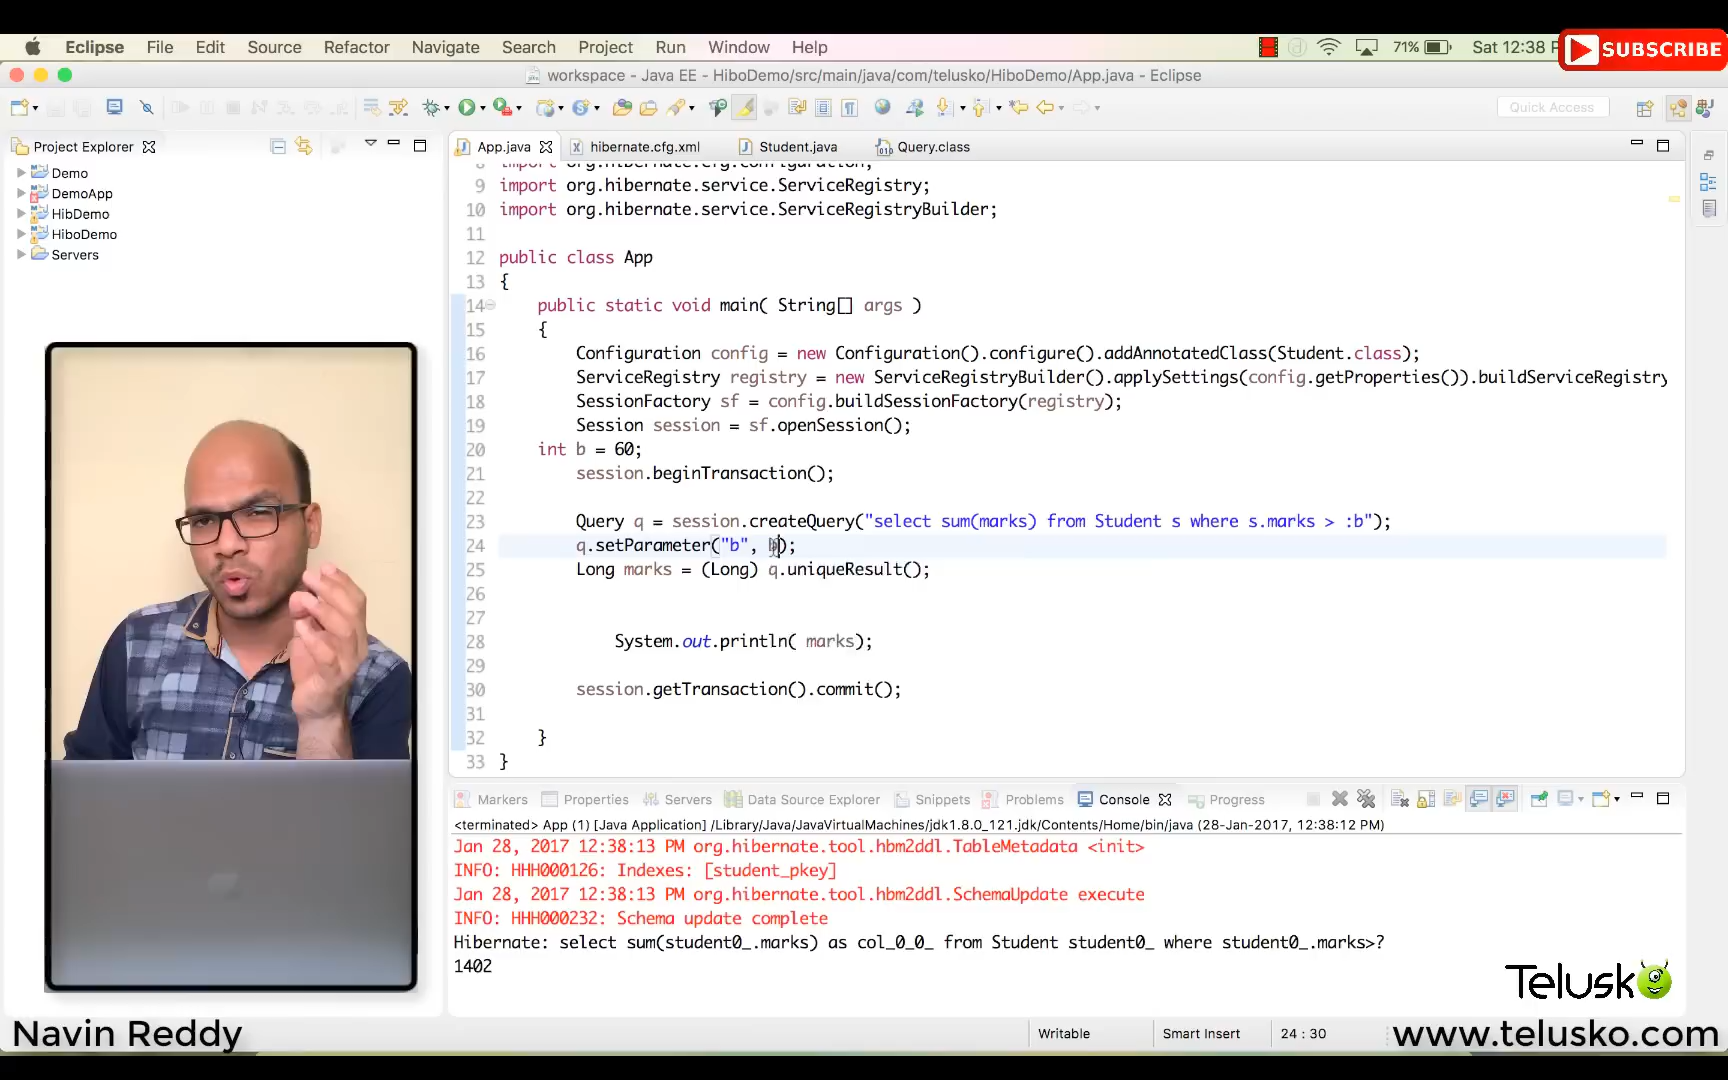 Eclipse File Edit Source Refactor Navigate Search Project Run Window Help 71% Sat 12:38 P
SUBSCRIBE
workspace - Java EE - HiboDemo/src/main/java/com/telusko/HiboDemo/App.java - Eclipse
Quick Access
Project Explorer
App.java hibernate.cfg.xml Student.java Query.class
Demo
DemoApp
HibDemo
HiboDemo
Servers
8 import org.hibernate.cfg.Configuration;
9 import org.hibernate.service.ServiceRegistry;
10 import org.hibernate.service.ServiceRegistryBuilder;
11
12 public class App
13 {
14 public static void main( String[] args )
15 {
16 Configuration config = new Configuration().configure().addAnnotatedClass(Student.class);
17 ServiceRegistry registry = new ServiceRegistryBuilder().applySettings(config.getProperties()).buildServiceRegistry
18 SessionFactory sf = config.buildSessionFactory(registry);
19 Session session = sf.openSession();
20 int b = 60;
21 session.beginTransaction();
22
23 Query q = session.createQuery("select sum(marks) from Student s where s.marks > :b");
24 q.setParameter("b", b);
25 Long marks = (Long) q.uniqueResult();
26
27
28 System.out.println( marks);
29
30 session.getTransaction().commit();
31
32 }
33 }
Markers Properties Servers Data Source Explorer Snippets Problems Console Progress
<terminated> App (1) [Java Application] /Library/Java/JavaVirtualMachines/jdk1.8.0_121.jdk/Contents/Home/bin/java (28-Jan-2017, 12:38:12 PM)
Jan 28, 2017 12:38:13 PM org.hibernate.tool.hbm2ddl.TableMetadata <init>
INFO: HHH000126: Indexes: [student_pkey]
Jan 28, 2017 12:38:13 PM org.hibernate.tool.hbm2ddl.SchemaUpdate execute
INFO: HHH000232: Schema update complete
Hibernate: select sum(student0_.marks) as col_0_0_ from Student student0_ where student0_.marks>?
1402
Telusko
Navin Reddy
Writable Smart Insert 24 : 30
www.telusko.com